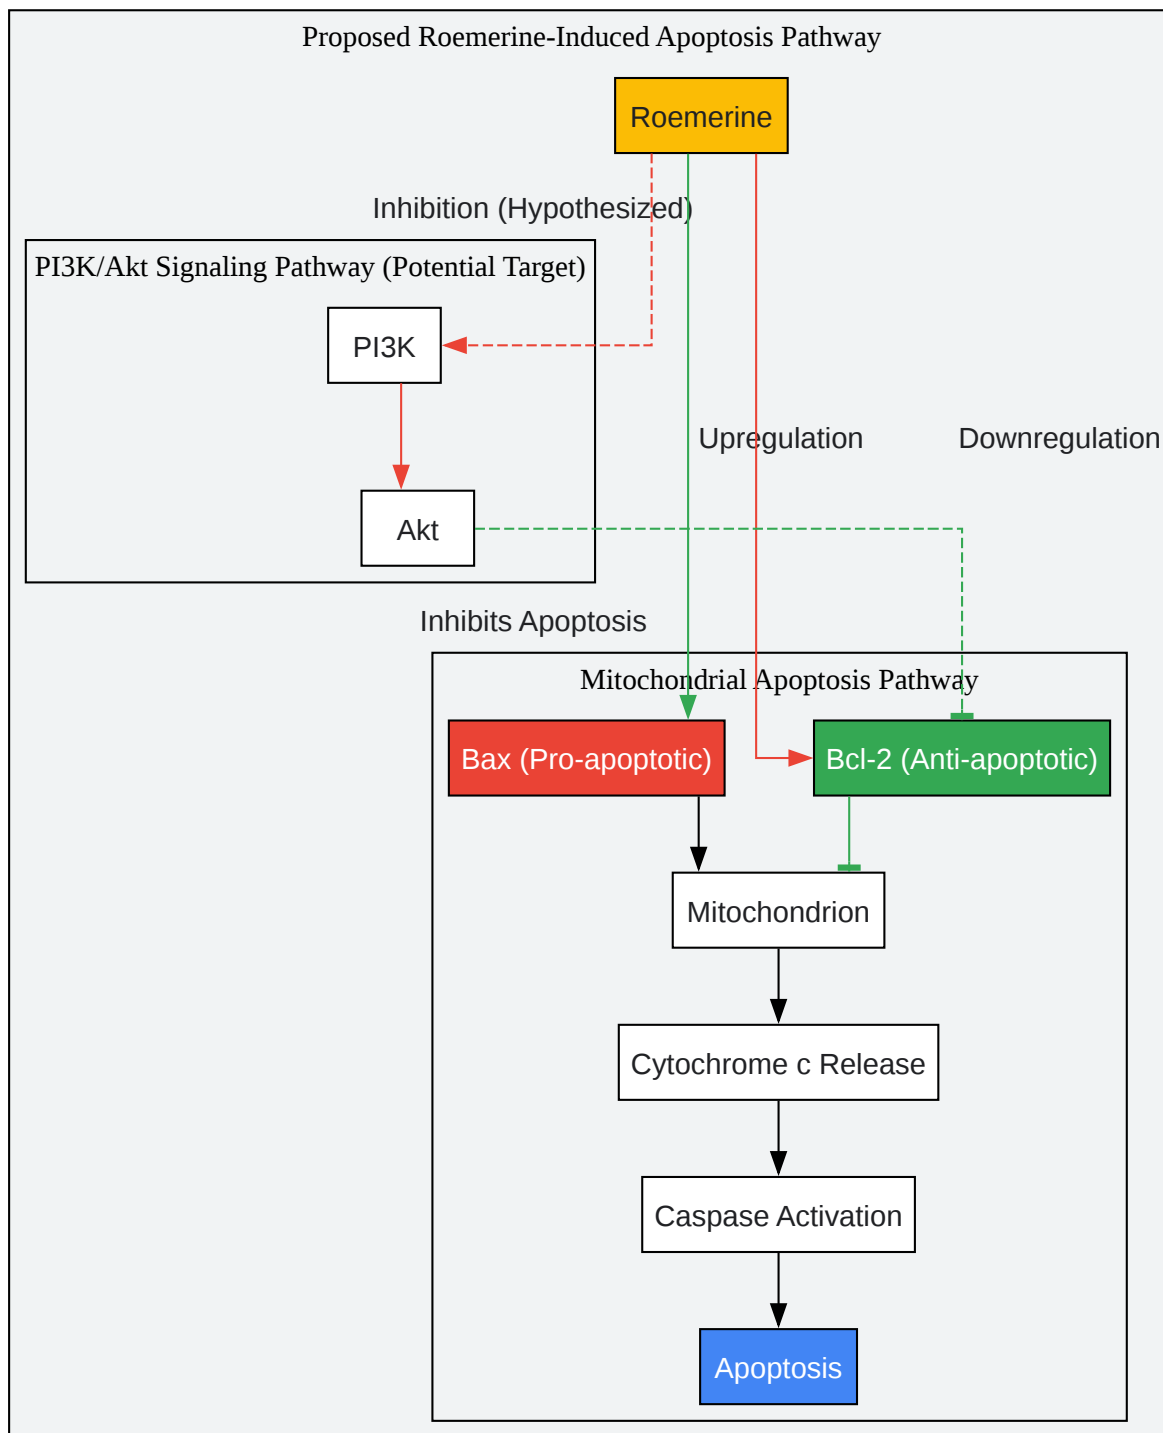 Proposed Roemerine-Induced Apoptosis Pathway
Roemerine
Inhibition (Hypothesized)
PI3K/Akt Signaling Pathway (Potential Target)
PI3K
Upregulation
Downregulation
Akt
Inhibits Apoptosis
Mitochondrial Apoptosis Pathway
Bax (Pro-apoptotic)
Bcl-2 (Anti-apoptotic)
Mitochondrion
Cytochrome c Release
Caspase Activation
Apoptosis